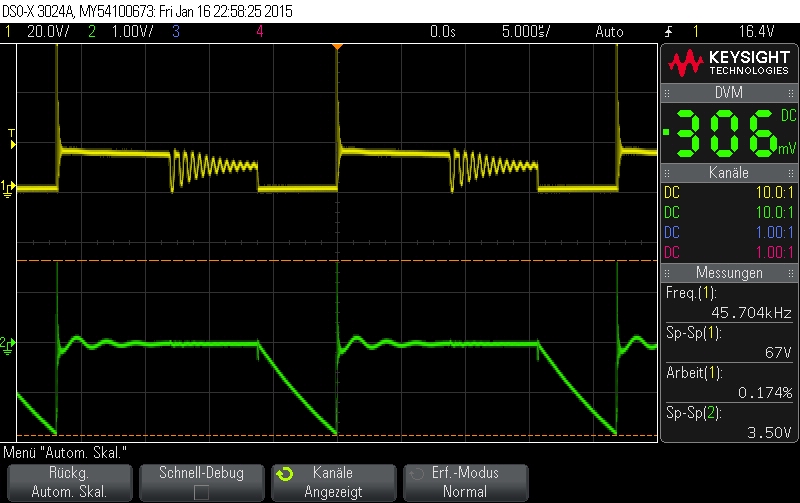 DSO-X 3024A, MY54100673: Fri Jan 16 22:58:25 2015
1 20.0V/ 2 1.00V/ 3 4 0.0s 5.000㎲/ Auto 1 16.4V
KEYSIGHT
TECHNOLOGIES
DVM
DC
.306 mV
Kanäle
DC 10.0:1
DC 10.0:1
DC 1.00:1
DC 1.00:1
Messungen
Freq.(1):
45.704kHz
Sp-Sp(1):
67V
Arbeit(1):
0.174%
Sp-Sp(2):
3.50V
T
1
2
Menü "Autom. Skal."
Rückg.
Autom. Skal.
Schnell-Debug
Kanäle
Angezeigt
Erf.-Modus
Normal